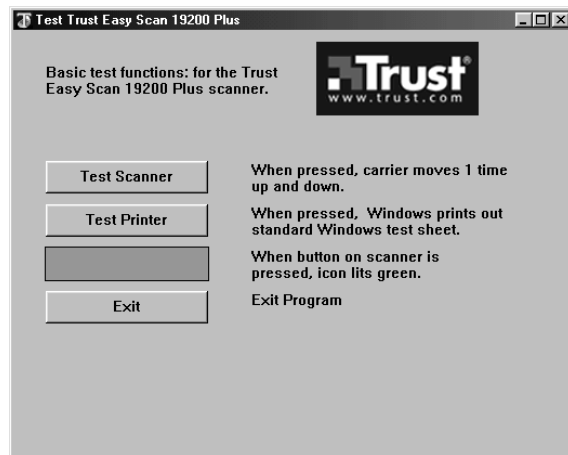 Test Trust Easy Scan 19200 Plus
Basic test functions: for the Trust
Easy Scan 19200 Plus scanner.
Trust®
www.trust.com
Test Scanner
When pressed, carrier moves 1 time
up and down.
Test Printer
When pressed, Windows prints out
standard Windows test sheet.
When button on scanner is
pressed, icon lits green.
Exit
Exit Program